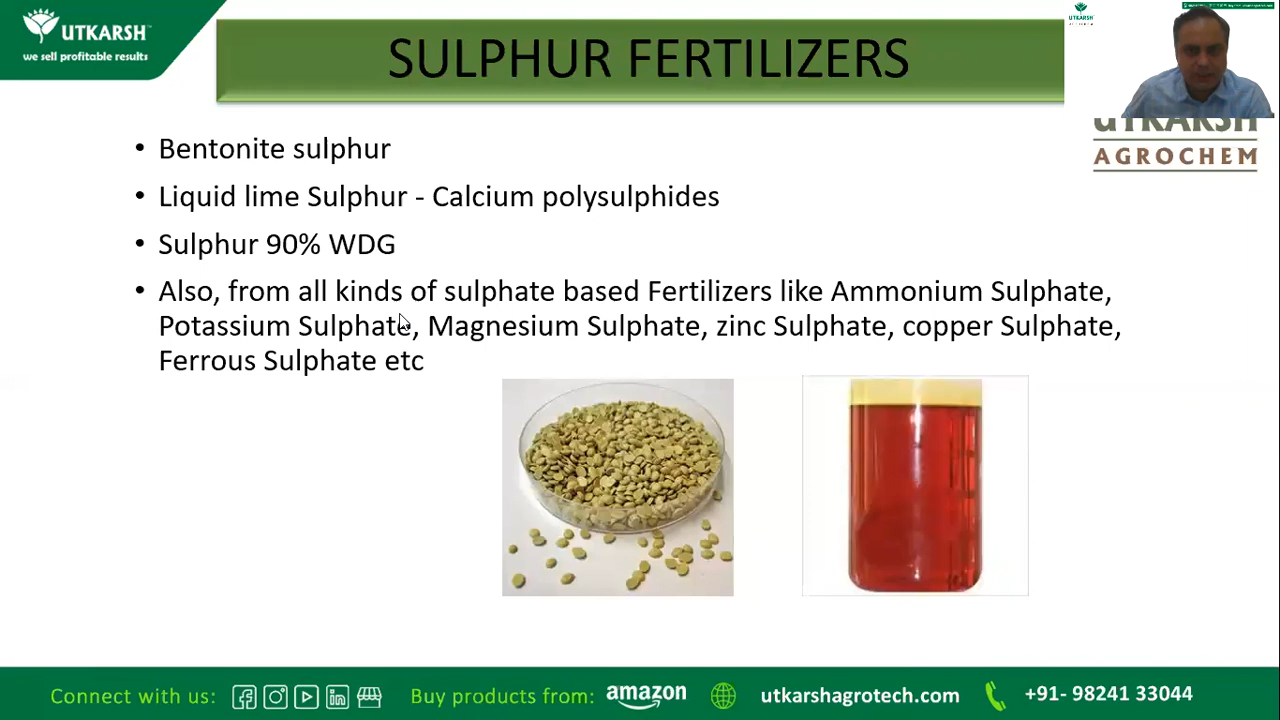 UTKARSH
we sell profitable results
SULPHUR FERTILIZERS
UTKARSH
AGROCHEM
• Bentonite sulphur
• Liquid lime Sulphur - Calcium polysulphides
• Sulphur 90% WDG
• Also, from all kinds of sulphate based Fertilizers like Ammonium Sulphate,
Potassium Sulphate, Magnesium Sulphate, zinc Sulphate, copper Sulphate,
Ferrous Sulphate etc
Connect with us:
Buy products from: amazon
utkarshagrotech.com
+91- 98241 33044